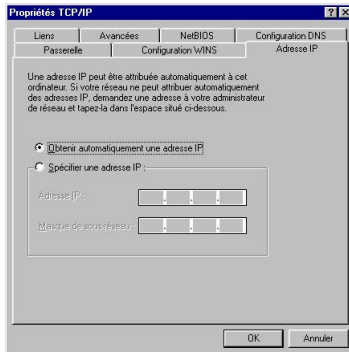 Propriétés TCP/IP
Liens Avancées NetBIOS Configuration DNS
Passerelle Configuration WINS Adresse IP
Une adresse IP peut être attribuée automatiquement à cet
ordinateur. Si votre réseau ne peut attribuer automatiquement
des adresses IP, demandez une adresse à votre administrateur
de réseau et tapez-la dans l'espace situé ci-dessous.
Obtenir automatiquement une adresse IP
Spécifier une adresse IP :
Adresse IP :
Masque de sous-réseau :
OK Annuler